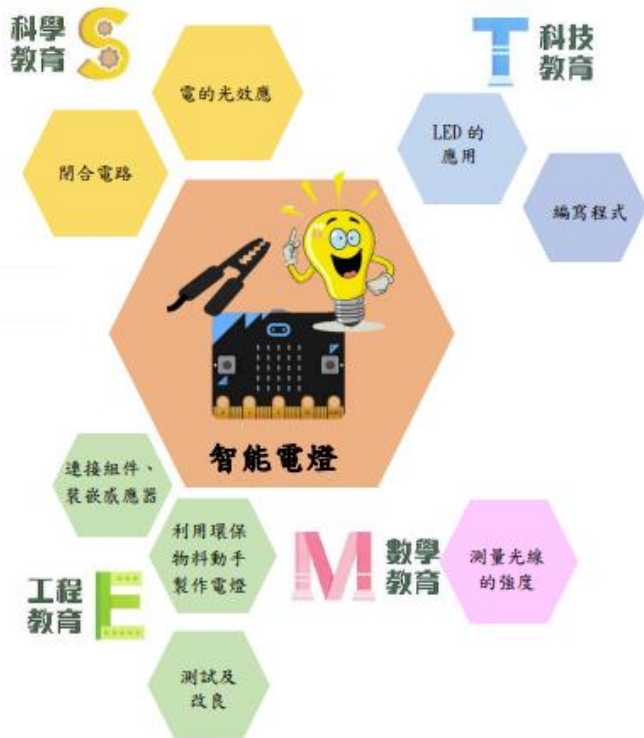 科學
教育
S
電的光效應
閉合電路
T
科技
教育
LED 的
應用
編寫程式
智能電燈
連接組件、
裝嵌感應器
利用環保
物料動手
製作電燈
工程
教育
E
測試及
改良
M
數學
教育
測量光線
的強度